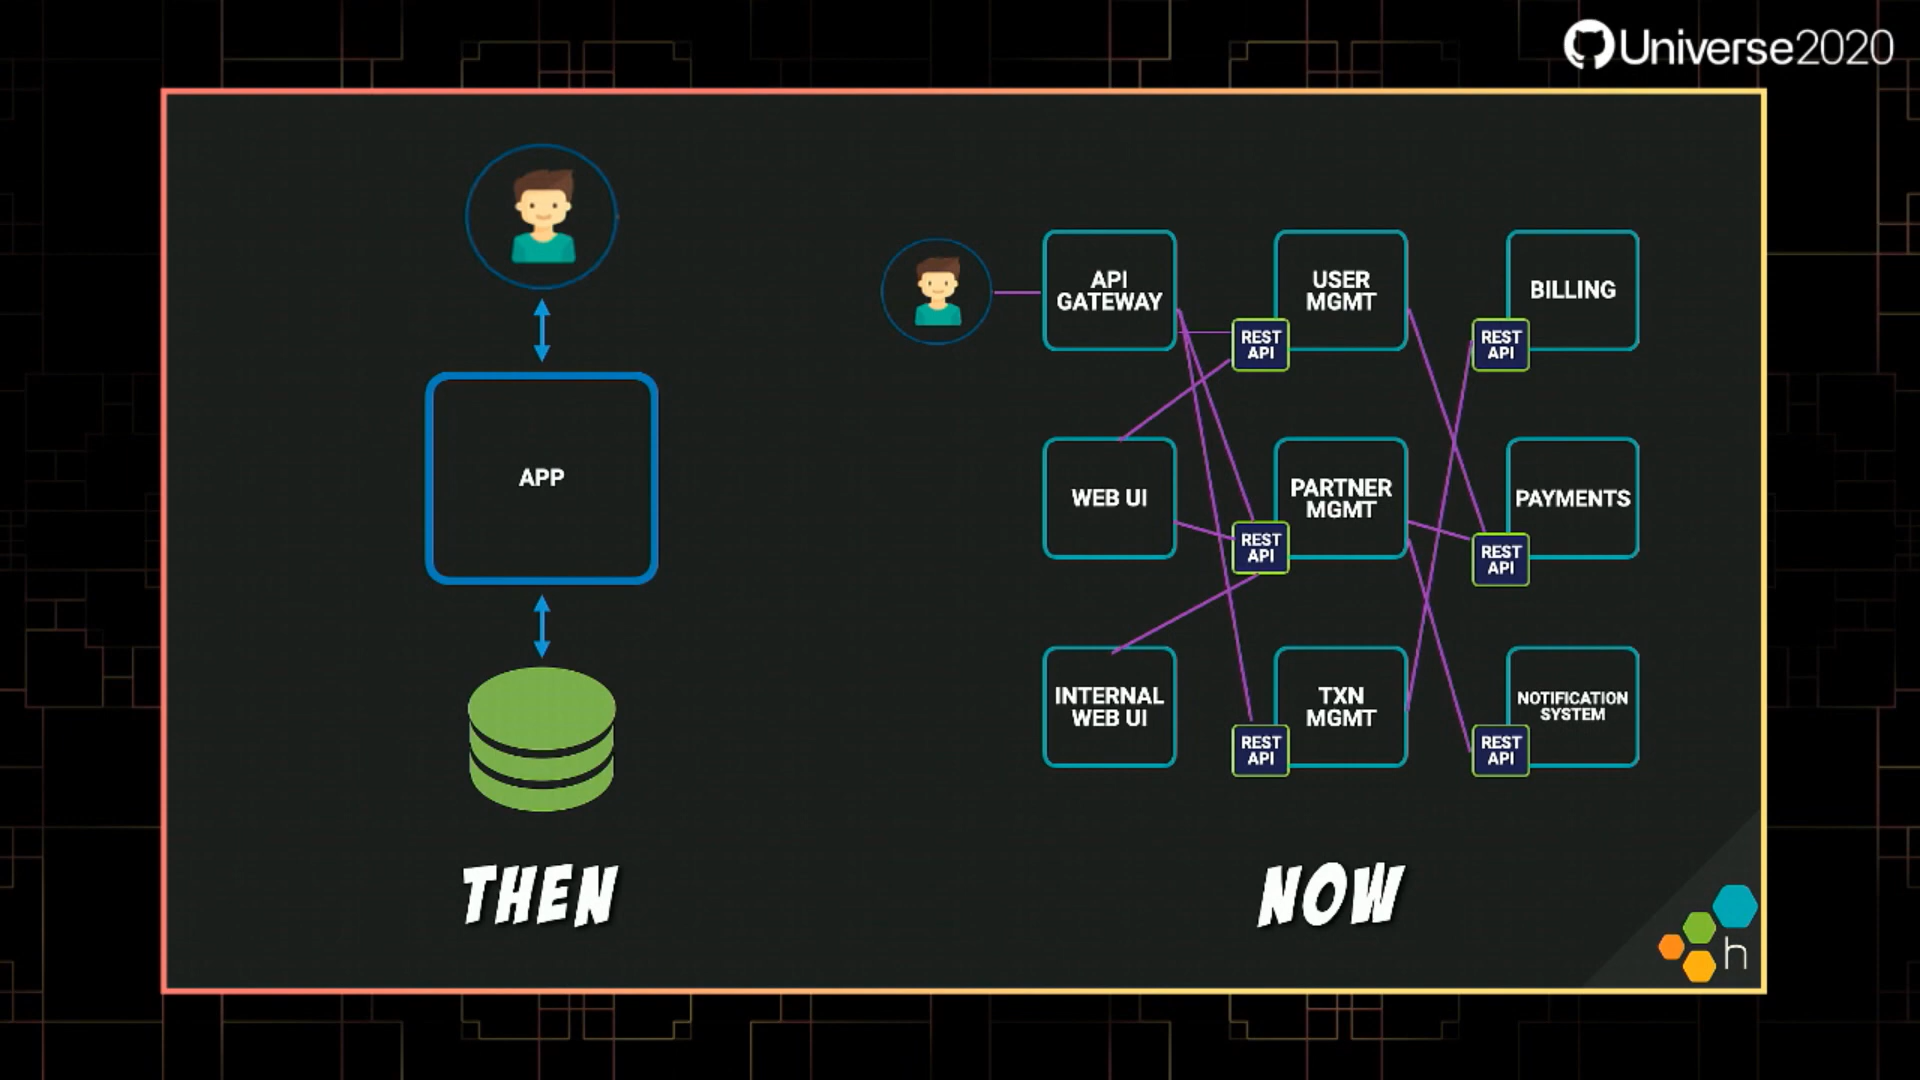 Universe2020
APP
THEN
API
GATEWAY
USER
MGMT
BILLING
REST
API
REST
API
WEB UI
PARTNER
MGMT
PAYMENTS
REST
API
REST
API
INTERNAL
WEB UI
TXN
MGMT
NOTIFICATION
SYSTEM
REST
API
REST
API
NOW
h